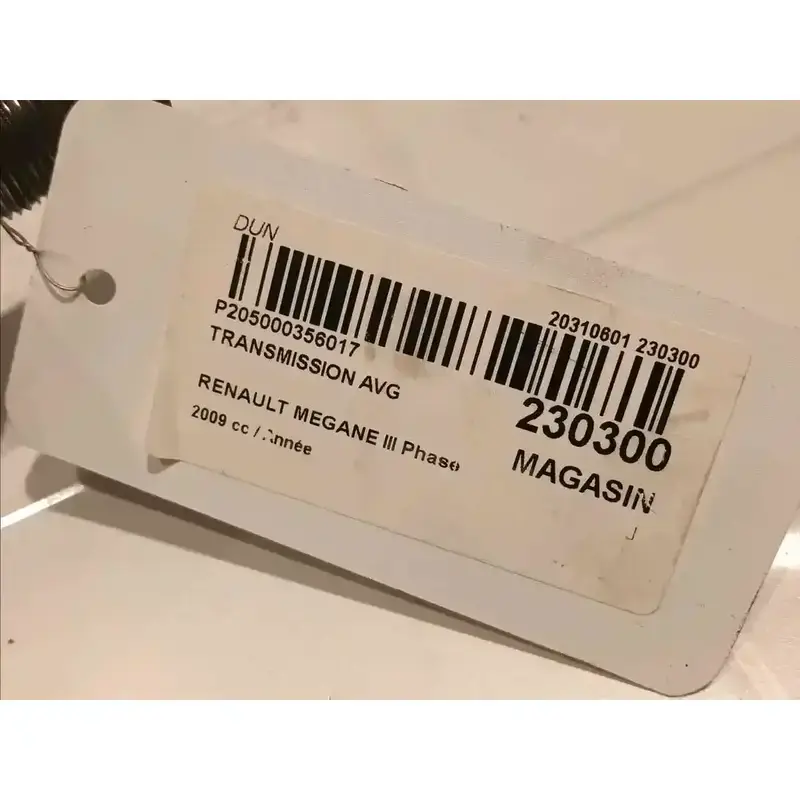 DUN
20310601 230300
P205000356017
TRANSMISSION AVG
230300
RENAULT MEGANE III Phase
MAGASIN
2009 cc / Année